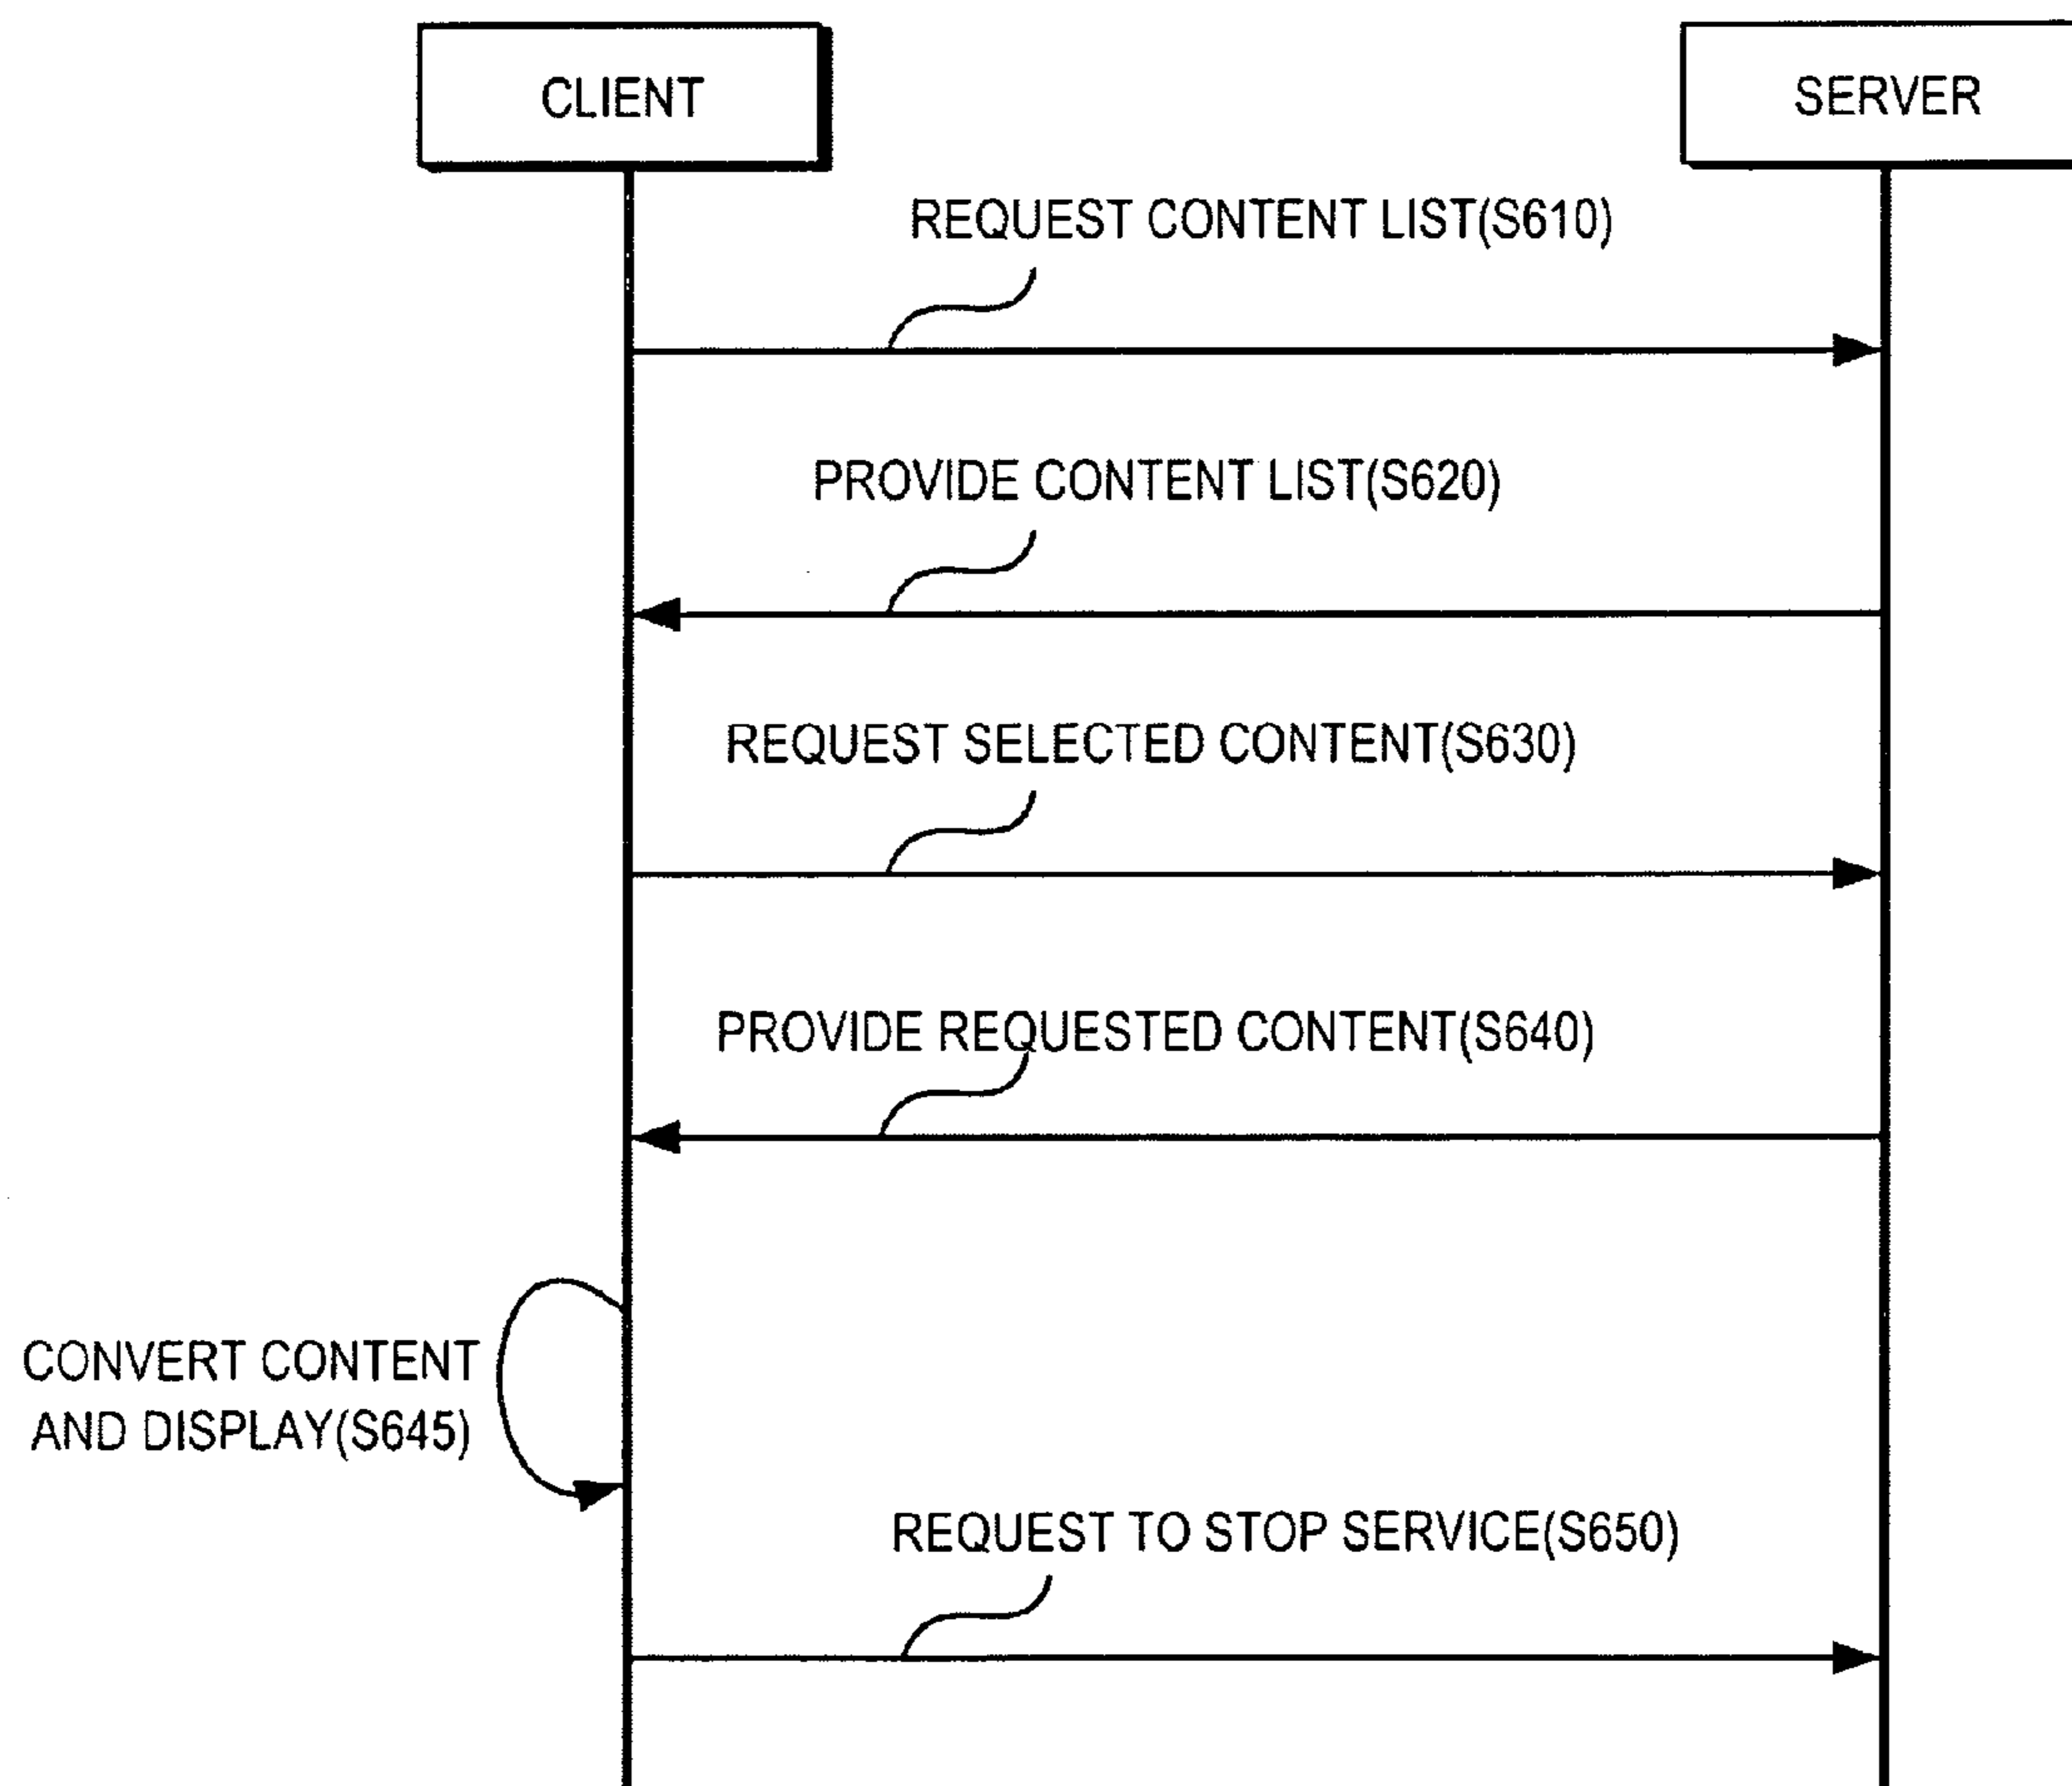 CLIENT
SERVER
REQUEST CONTENT LIST(S610)
PROVIDE CONTENT LIST(S620)
REQUEST SELECTED CONTENT(S630)
PROVIDE REQUESTED CONTENT(S640)
CONVERT CONTENT
AND DISPLAY(S645)
REQUEST TO STOP SERVICE(S650)